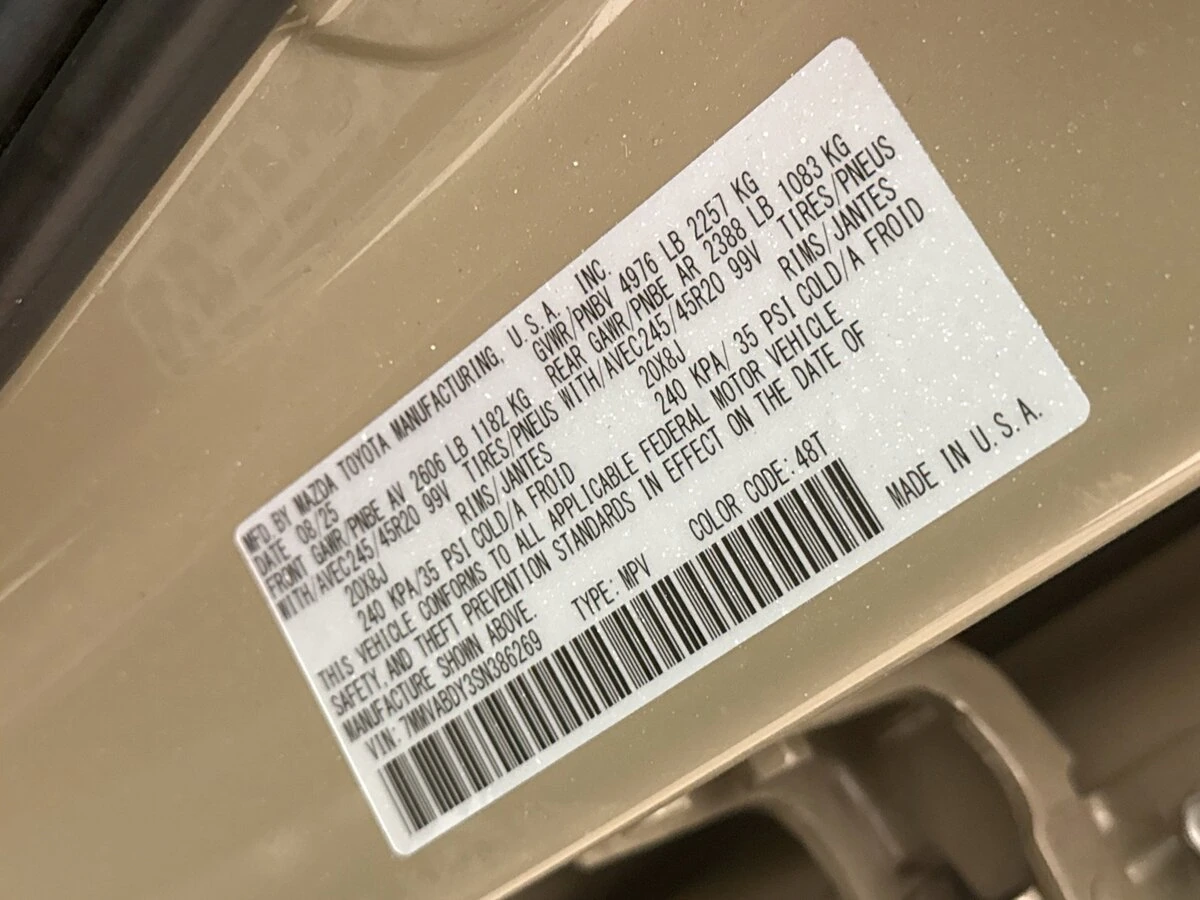 MFD. BY MAZDA TOYOTA MANUFACTURING, U.S.A., INC.
DATE 08/25 GVWR/PNBV 4976 LB 2257 KG
FRONT GAWR/PNBE AV 2606 LB 1182 KG REAR GAWR/PNBE AR 2388 LB 1083 KG
WITH/AVEC245/45R20 99V TIRES/PNEUS WITH/AVEC245/45R20 99V TIRES/PNEUS
20X8J RIMS/JANTES 20X8J RIMS/JANTES
240 KPA/35 PSI COLD/A FROID 240 KPA/ 35 PSI COLD/A FROID
THIS VEHICLE CONFORMS TO ALL APPLICABLE FEDERAL MOTOR VEHICLE
SAFETY, AND THEFT PREVENTION STANDARDS IN EFFECT ON THE DATE OF
MANUFACTURE SHOWN ABOVE.
VIN: 7MMVABDY3SN386269 TYPE: MPV COLOR CODE: 48T
MADE IN U.S.A.